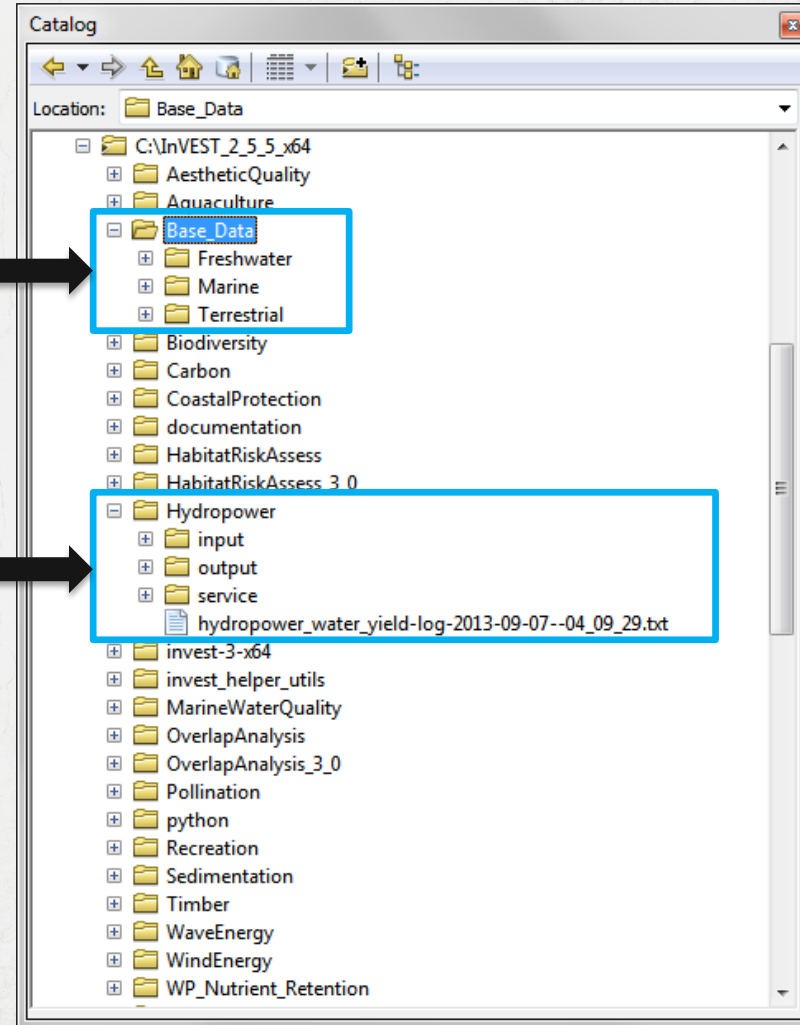 Catalog
Location: Base_Data
C:\InVEST_2_5_5_x64
AestheticQuality
Aquaculture
Base_Data
Freshwater
Marine
Terrestrial
Biodiversity
Carbon
CoastalProtection
documentation
HabitatRiskAssess
HabitatRiskAssess_3_0
Hydropower
input
output
service
hydropower_water_yield-log-2013-09-07--04_09_29.txt
invest-3-x64
invest_helper_utils
MarineWaterQuality
OverlapAnalysis
OverlapAnalysis_3_0
Pollination
python
Recreation
Sedimentation
Timber
WaveEnergy
WindEnergy
WP_Nutrient_Retention